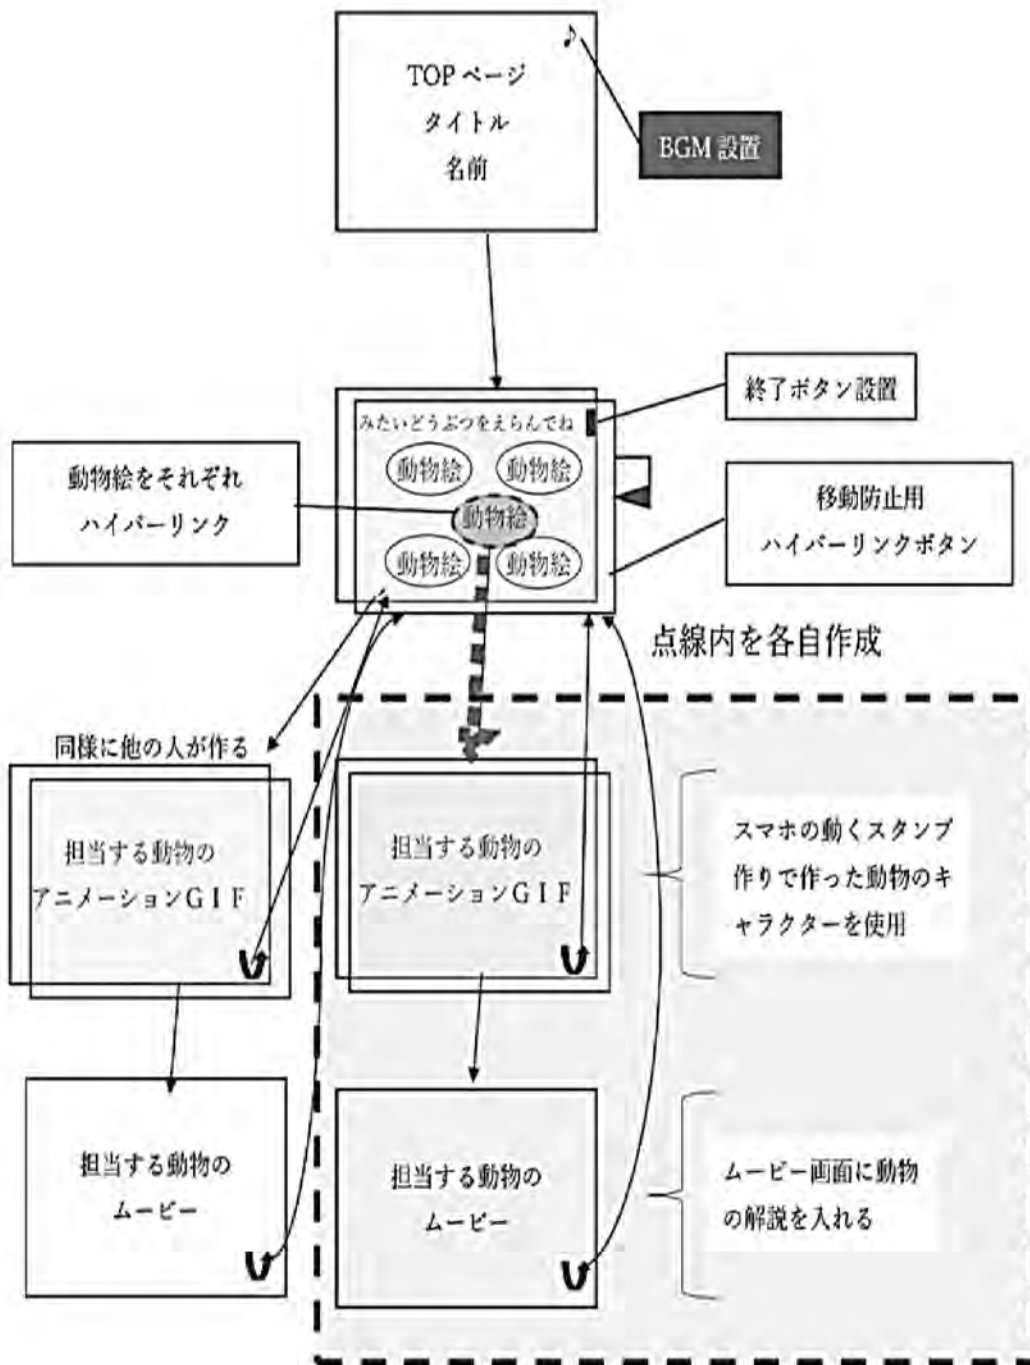 ♪
TOPページ
タイトル
名前
BGM設置
終了ボタン設置
みたいどうぶつをえらんでね
動物絵をそれぞれ
ハイパーリンク
動物絵
動物絵
動物絵
動物絵
動物絵
移動防止用
ハイパーリンクボタン
点線内を各自作成
同様に他の人が作る
担当する動物の
アニメーションGIF
担当する動物の
アニメーションGIF
スマホの動くスタンプ
作りで作った動物のキ
ャラクターを使用
担当する動物の
ムービー
担当する動物の
ムービー
ムービー画面に動物
の解説を入れる